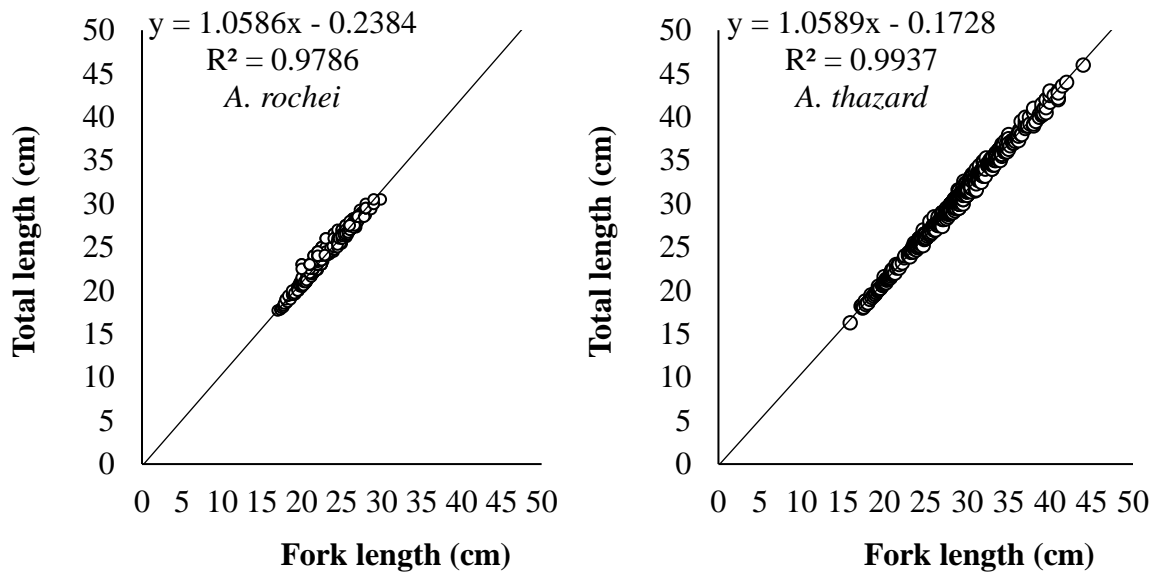 y = 1.0586x - 0.2384
R² = 0.9786
A. rochei
50
45
40
35
30
25
20
15
10
5
0
Total length (cm)
0 5 10 15 20 25 30 35 40 45 50
Fork length (cm)
y = 1.0589x - 0.1728
R² = 0.9937
A. thazard
50
45
40
35
30
25
20
15
10
5
0
Total length (cm)
0 5 10 15 20 25 30 35 40 45 50
Fork length (cm)